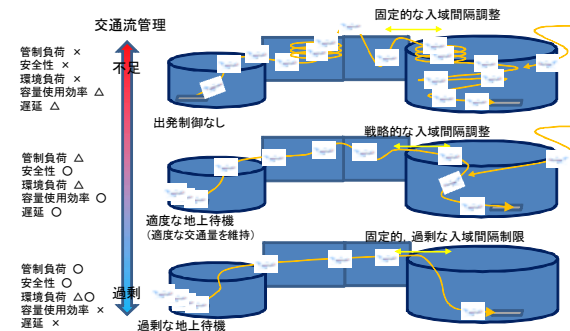 交通流管理
固定的な入域間隔調整
管制負荷 ×
安全性 ×
環境負荷 ×
容量使用効率 △
遅延 △
不足
出発制御なし
戦略的な入域間隔調整
管制負荷 △
安全性 ○
環境負荷 △
容量使用効率 ○
遅延 ○
適度な地上待機
(適度な交通量を維持)
固定的、過剰な入域間隔制限
管制負荷 ○
安全性 ○
環境負荷 △○
容量使用効率 ×
遅延 ×
過剰
過剰な地上待機